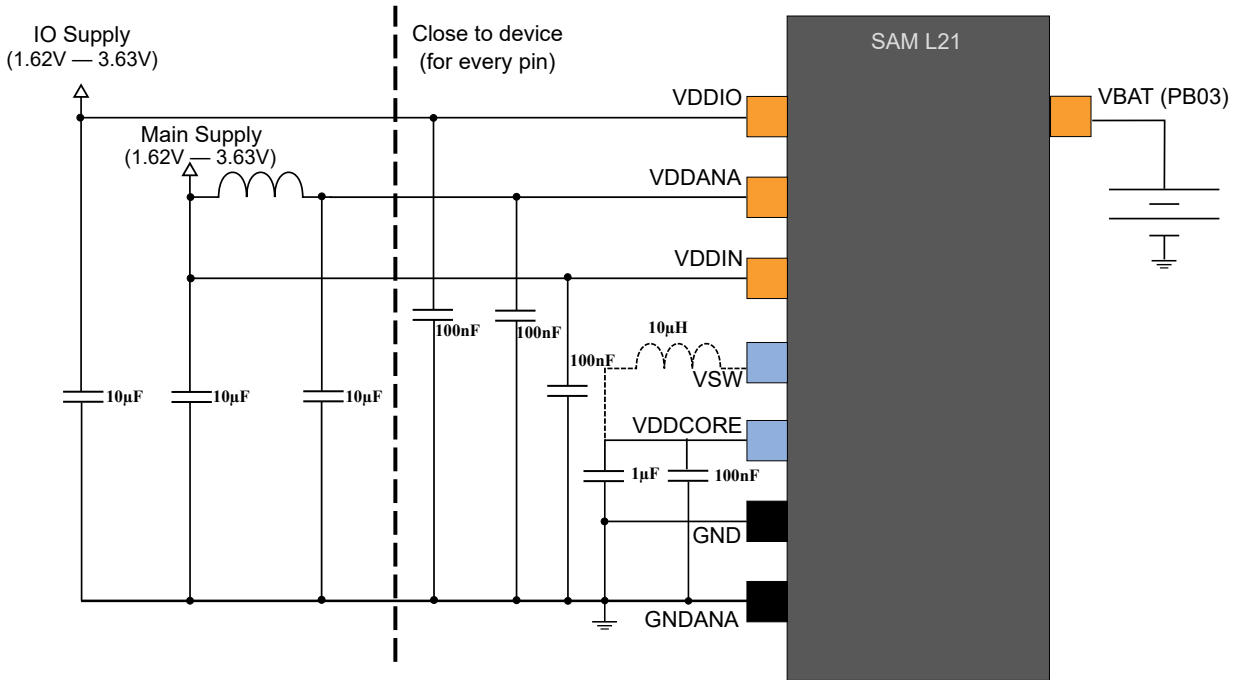 IO Supply
(1.62V — 3.63V)
Close to device
(for every pin)
SAM L21
VDDIO
VBAT (PB03)
Main Supply
(1.62V — 3.63V)
VDDANA
VDDIN
100nF
100nF
10µH
100nF
VSW
10µF
10µF
10µF
VDDCORE
1µF
100nF
GND
GNDANA